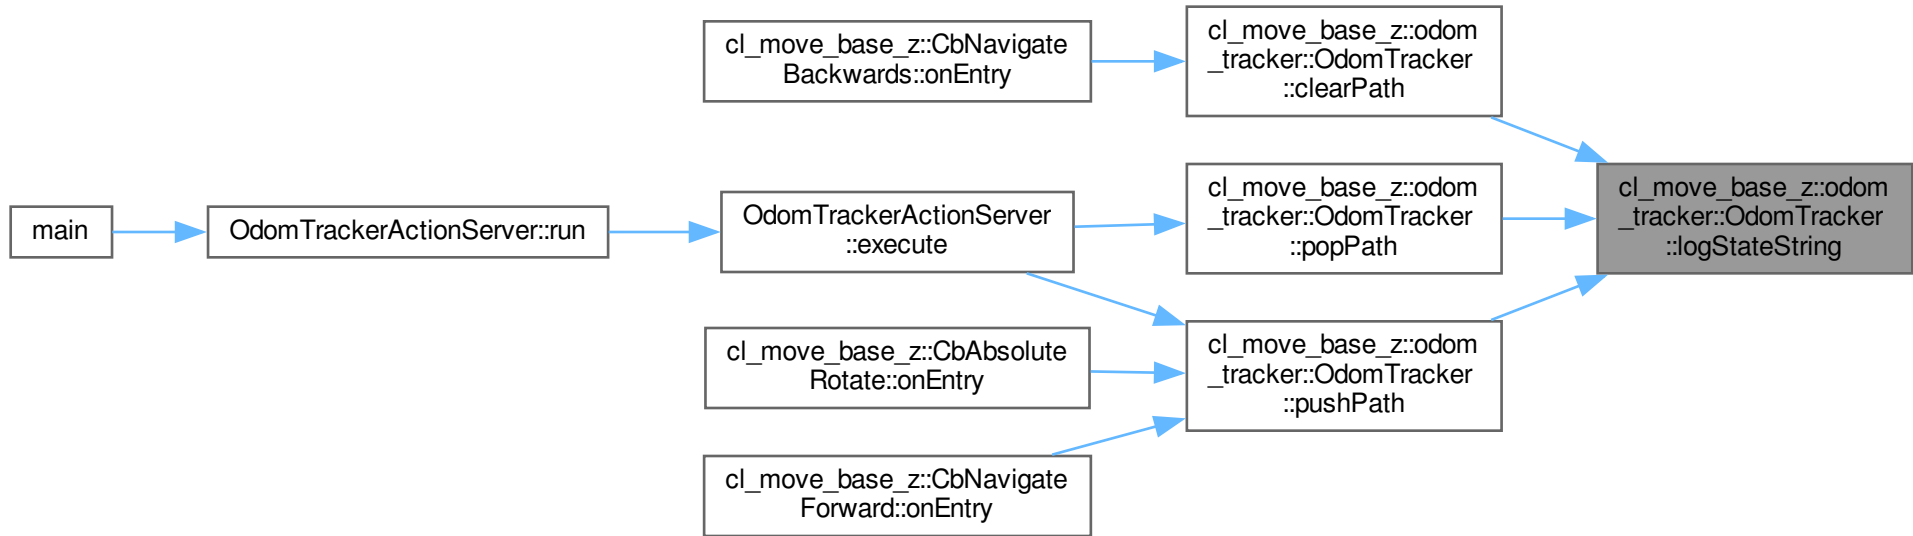 main
OdomTrackerActionServer::run
cl_move_base_z::CbNavigate
Backwards::onEntry
OdomTrackerActionServer
::execute
cl_move_base_z::CbAbsolute
Rotate::onEntry
cl_move_base_z::CbNavigate
Forward::onEntry
cl_move_base_z::odom
_tracker::OdomTracker
::clearPath
cl_move_base_z::odom
_tracker::OdomTracker
::popPath
cl_move_base_z::odom
_tracker::OdomTracker
::pushPath
cl_move_base_z::odom
_tracker::OdomTracker
::logStateString